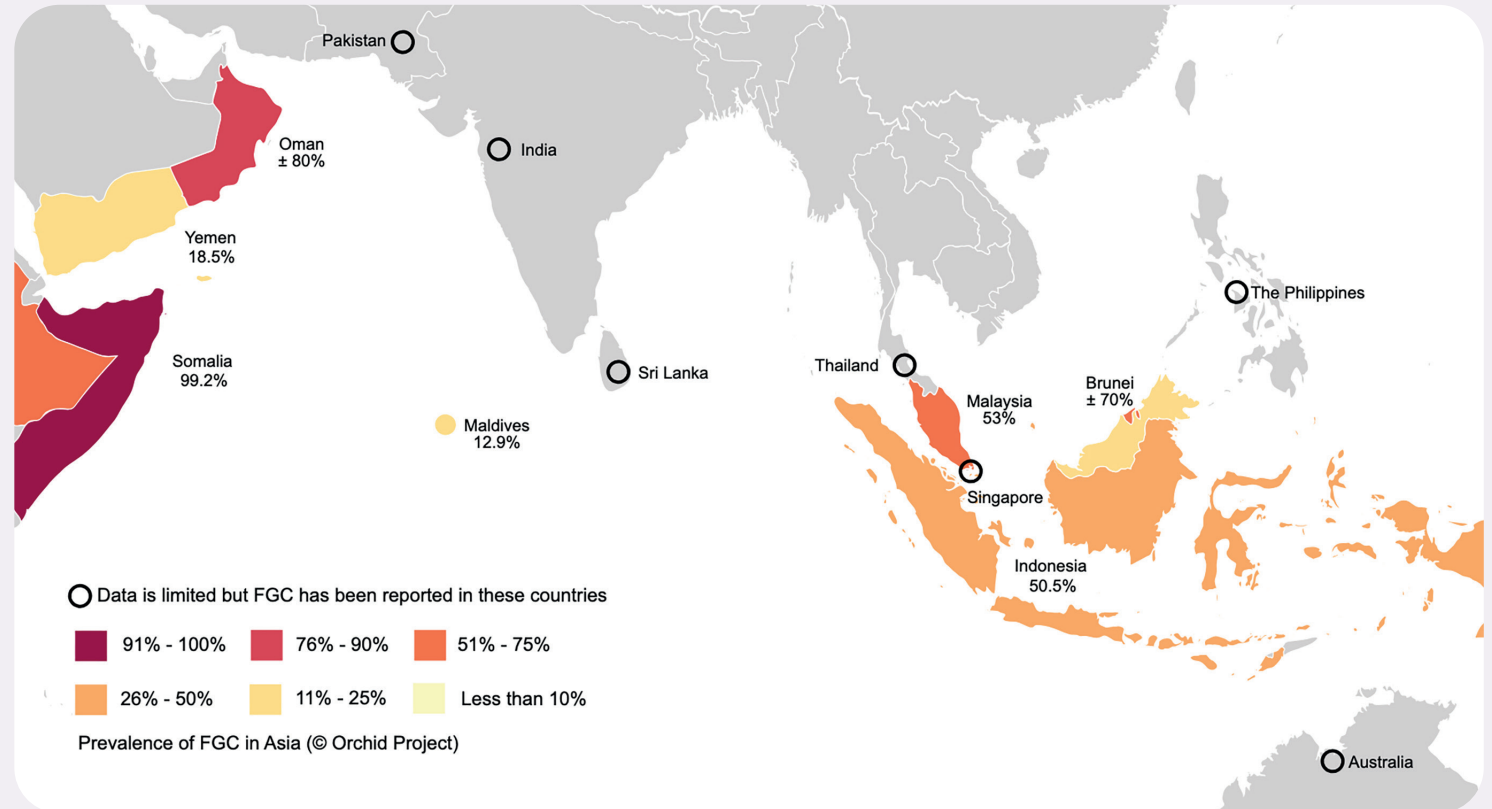 Pakistan
Oman
± 80%
India
Yemen
18.5%
The Philippines
Somalia
99.2%
Sri Lanka
Thailand
Malaysia
53%
Brunei
± 70%
Maldives
12.9%
Singapore
Indonesia
50.5%
Data is limited but FGC has been reported in these countries
91% - 100%
76% - 90%
51% - 75%
26% - 50%
11% - 25%
Less than 10%
Prevalence of FGC in Asia (© Orchid Project)
Australia